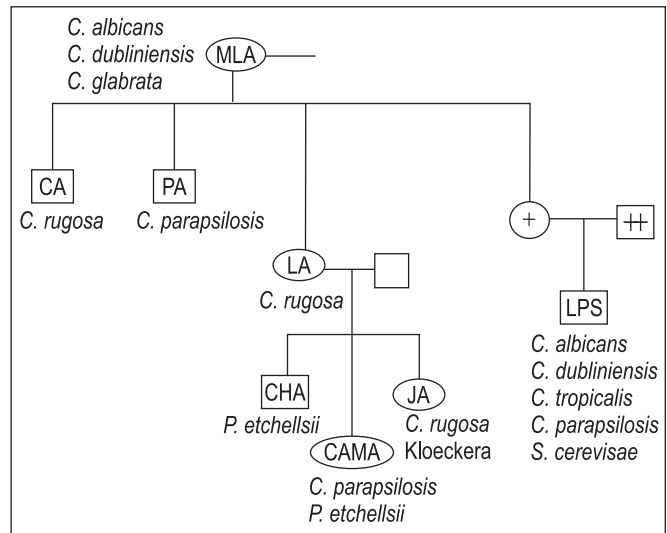 C. albicans
C. dubliniensis
C. glabrata
MLA
CA
C. rugosa
PA
C. parapsilosis
LA
C. rugosa
+
++
LPS
C. albicans
C. dubliniensis
C. tropicalis
C. parapsilosis
S. cerevisae
CHA
P. etchellsii
CAMA
C. parapsilosis
P. etchellsii
JA
C. rugosa
Kloeckera